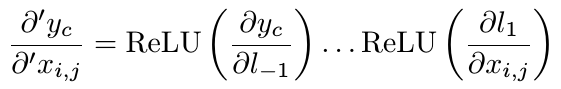 ∂′y_c / ∂′x_{i,j} = ReLU (∂y_c / ∂l_{−1}) … ReLU (∂l_1 / ∂x_{i,j})